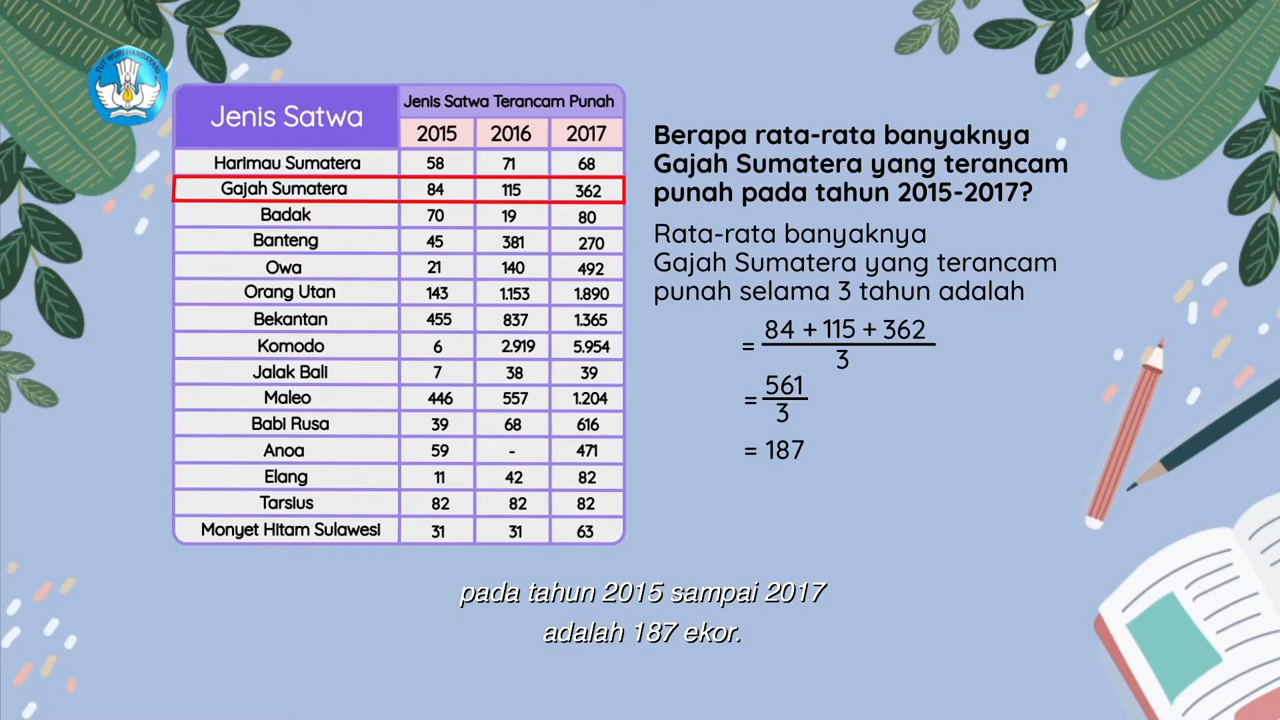 TUT WURI HANDAYANI
Jenis Satwa
Jenis Satwa Terancam Punah
2015 2016 2017
Harimau Sumatera 58 71 68
Gajah Sumatera 84 115 362
Badak 70 19 80
Banteng 45 381 270
Owa 21 140 492
Orang Utan 143 1.153 1.890
Bekantan 455 837 1.365
Komodo 6 2.919 5.954
Jalak Bali 7 38 39
Maleo 446 557 1.204
Babi Rusa 39 68 616
Anoa 59 - 471
Elang 11 42 82
Tarsius 82 82 82
Monyet Hitam Sulawesi 31 31 63
Berapa rata-rata banyaknya
Gajah Sumatera yang terancam
punah pada tahun 2015-2017?
Rata-rata banyaknya
Gajah Sumatera yang terancam
punah selama 3 tahun adalah
= 84 + 115 + 362
3
= 561
3
= 187
pada tahun 2015 sampai 2017
adalah 187 ekor.